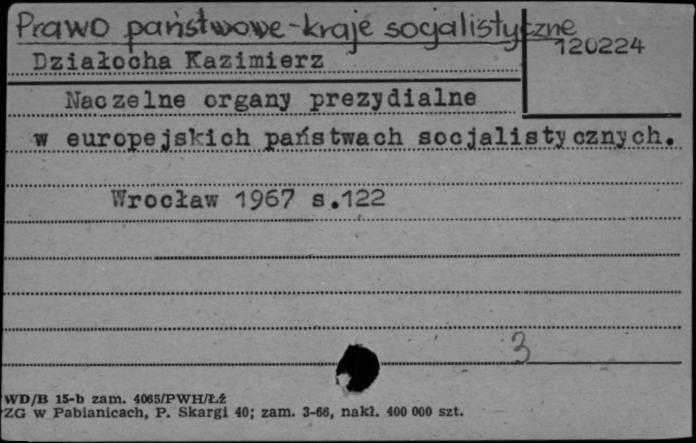 Prawo państwowe-kraje socjalistyczne
120224
Działocha Kazimierz
Naczelne organy prezydialne
w europejskich państwach socjalistycznych.
Wrocław 1967 s.122
3
WD/B 15-b zam. 4065/PWH/Łź
ZG w Pabianicach, P. Skargi 40; zam. 3-66, nakł. 400 000 szt.